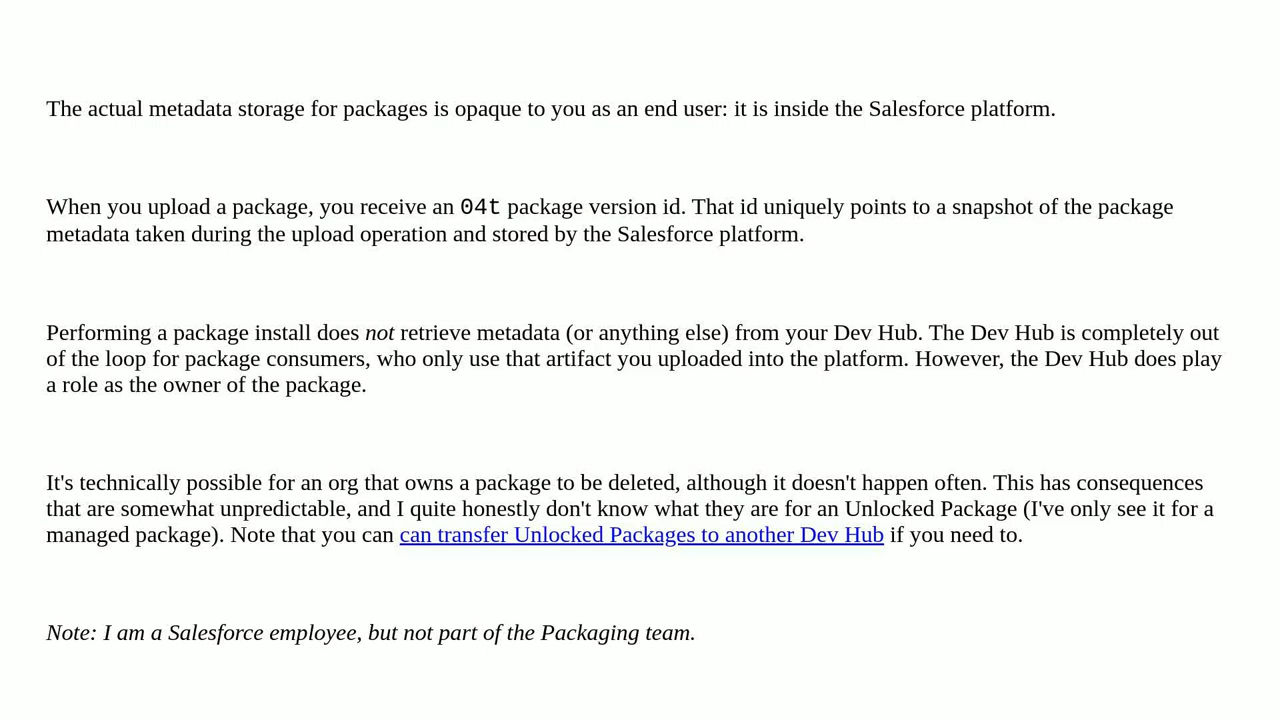 The actual metadata storage for packages is opaque to you as an end user: it is inside the Salesforce platform.
When you upload a package, you receive an 04t package version id. That id uniquely points to a snapshot of the package
metadata taken during the upload operation and stored by the Salesforce platform.
Performing a package install does not retrieve metadata (or anything else) from your Dev Hub. The Dev Hub is completely out
of the loop for package consumers, who only use that artifact you uploaded into the platform. However, the Dev Hub does play
a role as the owner of the package.
It's technically possible for an org that owns a package to be deleted, although it doesn't happen often. This has consequences
that are somewhat unpredictable, and I quite honestly don't know what they are for an Unlocked Package (I've only see it for a
managed package). Note that you can can transfer Unlocked Packages to another Dev Hub if you need to.
Note: I am a Salesforce employee, but not part of the Packaging team.